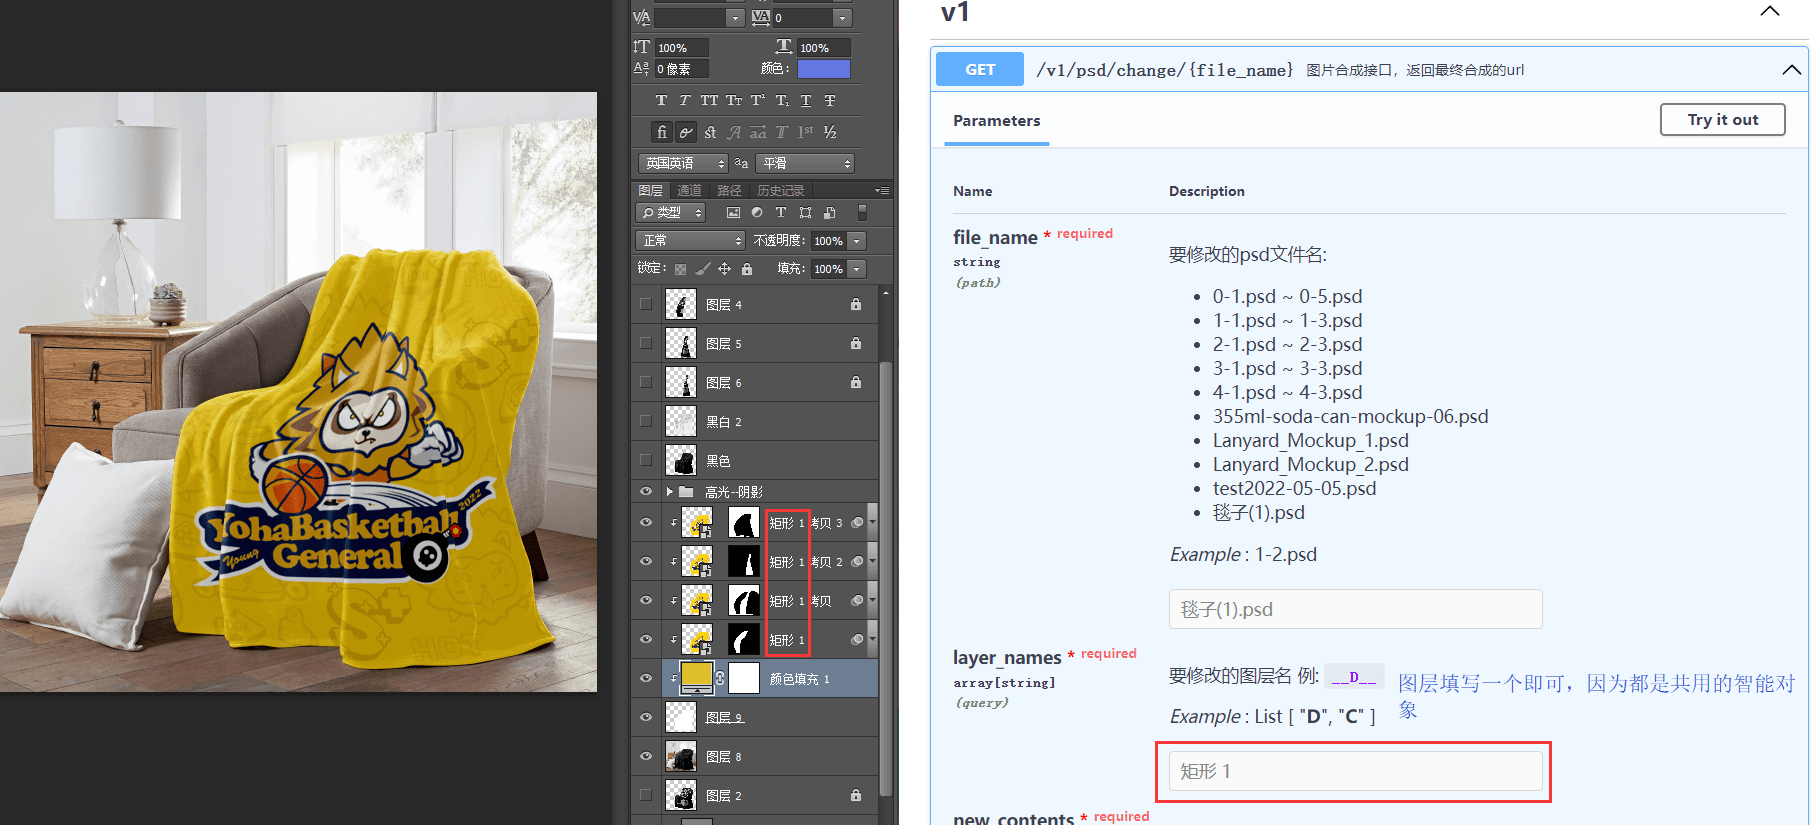 YohaBasketball
General
Young
2022
0
100%
100%
0 像素
颜色:
fi
st
aa
1st
½
英国英语
aa
平滑
图层
通道
路径
历史记录
类型
正常
不透明度:
100%
锁定:
填充:
100%
图层 4
图层 5
图层 6
黑白 2
黑色
高光--阴影
矩形 1 拷贝 3
矩形 1 拷贝 2
矩形 1 拷贝
矩形 1
颜色填充 1
图层 9
图层 8
图层 2
v1
GET
/v1/psd/change/{file_name}
图片合成接口，返回最终合成的url
Parameters
Try it out
Name
Description
file_name * required
string
(path)
要修改的psd文件名:
0-1.psd ~ 0-5.psd
1-1.psd ~ 1-3.psd
2-1.psd ~ 2-3.psd
3-1.psd ~ 3-3.psd
4-1.psd ~ 4-3.psd
355ml-soda-can-mockup-06.psd
Lanyard_Mockup_1.psd
Lanyard_Mockup_2.psd
test2022-05-05.psd
毯子(1).psd
Example : 1-2.psd
毯子(1).psd
layer_names * required
array[string]
(query)
要修改的图层名 例: __D__
图层填写一个即可，因为都是共用的智能对
象
Example : List [ "D", "C" ]
矩形 1
new_contents * required